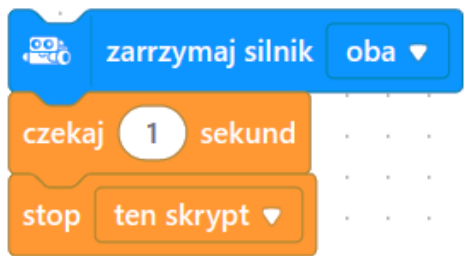 zarrzymaj silnik oba
czekaj 1 sekund
stop ten skrypt